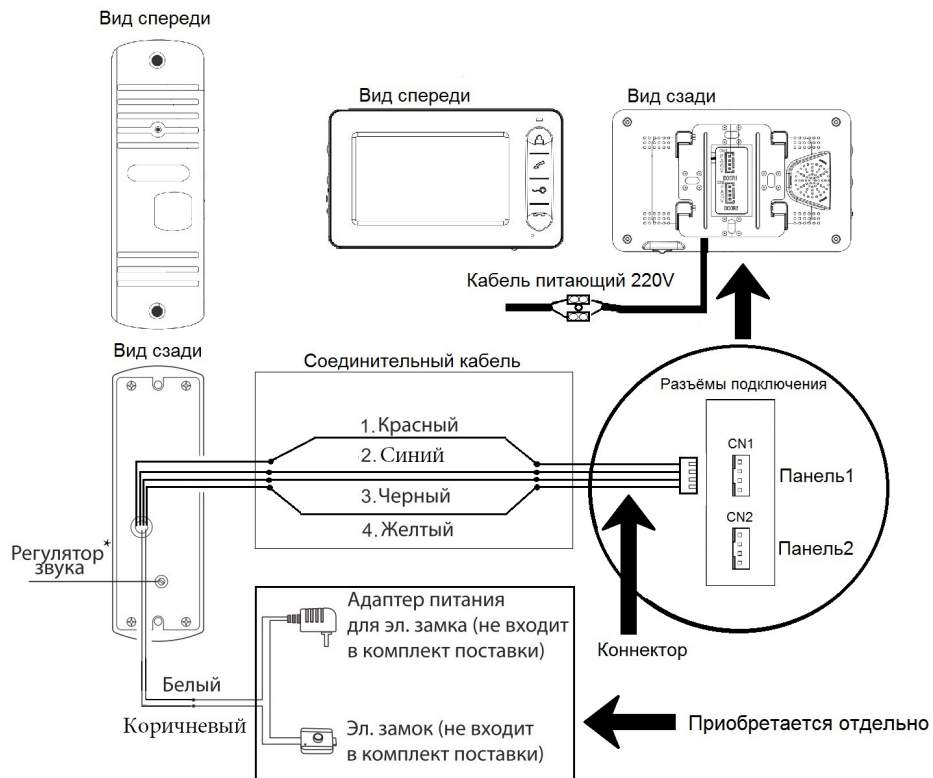 Вид спереди
Вид спереди
Вид сзади
DOOR1
DOOR2
Кабель питающий 220V
Вид сзади
Соединительный кабель
Разъёмы подключения
1. Красный
2. Синий
3. Черный
4. Желтый
CN1
Панель1
CN2
Панель2
Регулятор*
звука
Адаптер питания
для эл. замка (не входит
в комплект поставки)
Коннектор
Белый
Коричневый
Эл. замок (не входит
в комплект поставки)
Приобретается отдельно